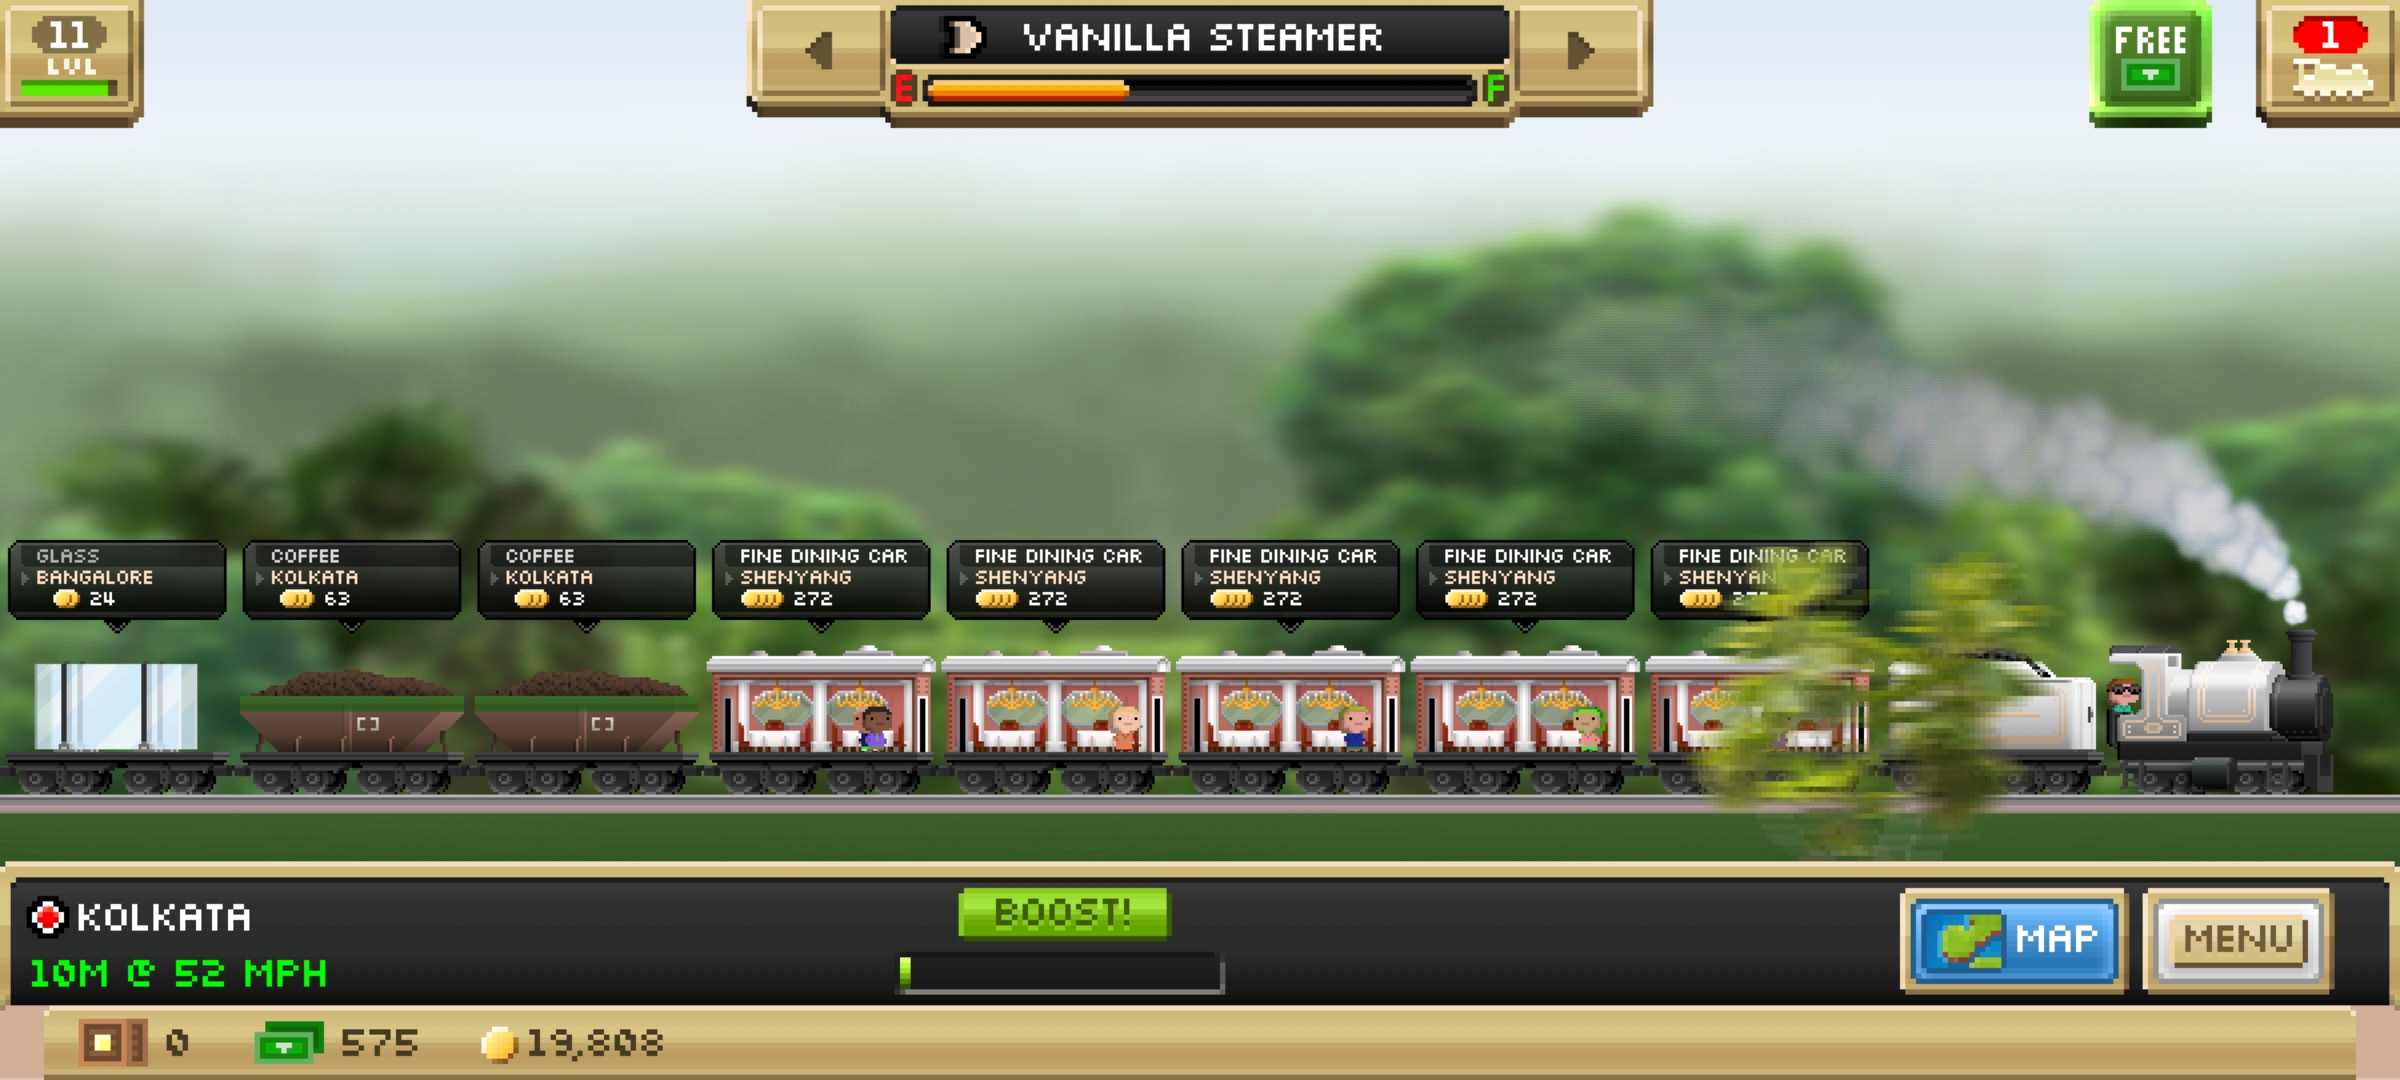 11
LVL
VANILLA STEAMER
E F
FREE
1
GLASS
BANGALORE
24
COFFEE
KOLKATA
63
COFFEE
KOLKATA
63
FINE DINING CAR
SHENYANG
272
FINE DINING CAR
SHENYANG
272
FINE DINING CAR
SHENYANG
272
FINE DINING CAR
SHENYANG
272
FINE DINING CAR
KOLKATA
10M @ 52 MPH
BOOST!
MAP
MENU
0
575
19,808